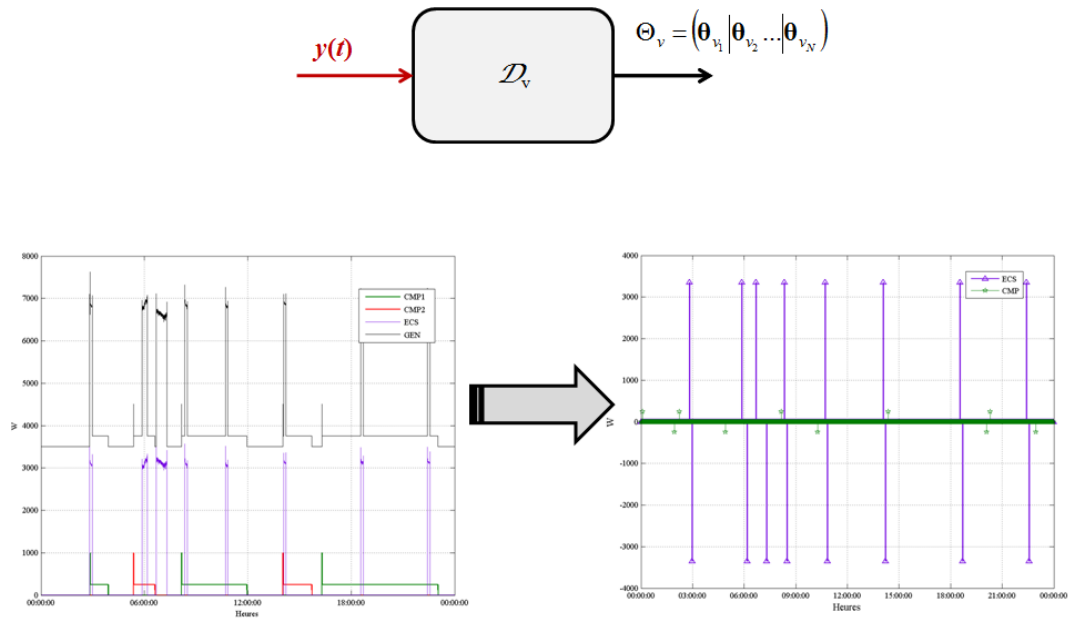 y(t)
𝒟v
Θv = (θv1|θv2 ...|θvN)
8000
7000
6000
5000
4000
3000
2000
1000
0
W
CMP1
CMP2
ECS
GEN
00:00:00 06:00:00 12:00:00 18:00:00 00:00:00
Heures
4000
3000
2000
1000
0
-1000
-2000
-3000
-4000
W
ECS
CMP
00:00:00 03:00:00 06:00:00 09:00:00 12:00:00 15:00:00 18:00:00 21:00:00 00:00:00
Heures